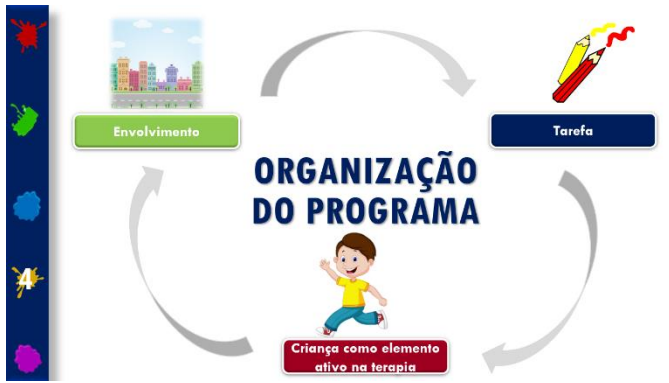 Envolvimento
Tarefa
ORGANIZAÇÃO
DO PROGRAMA
4
Criança como elemento
ativo na terapia